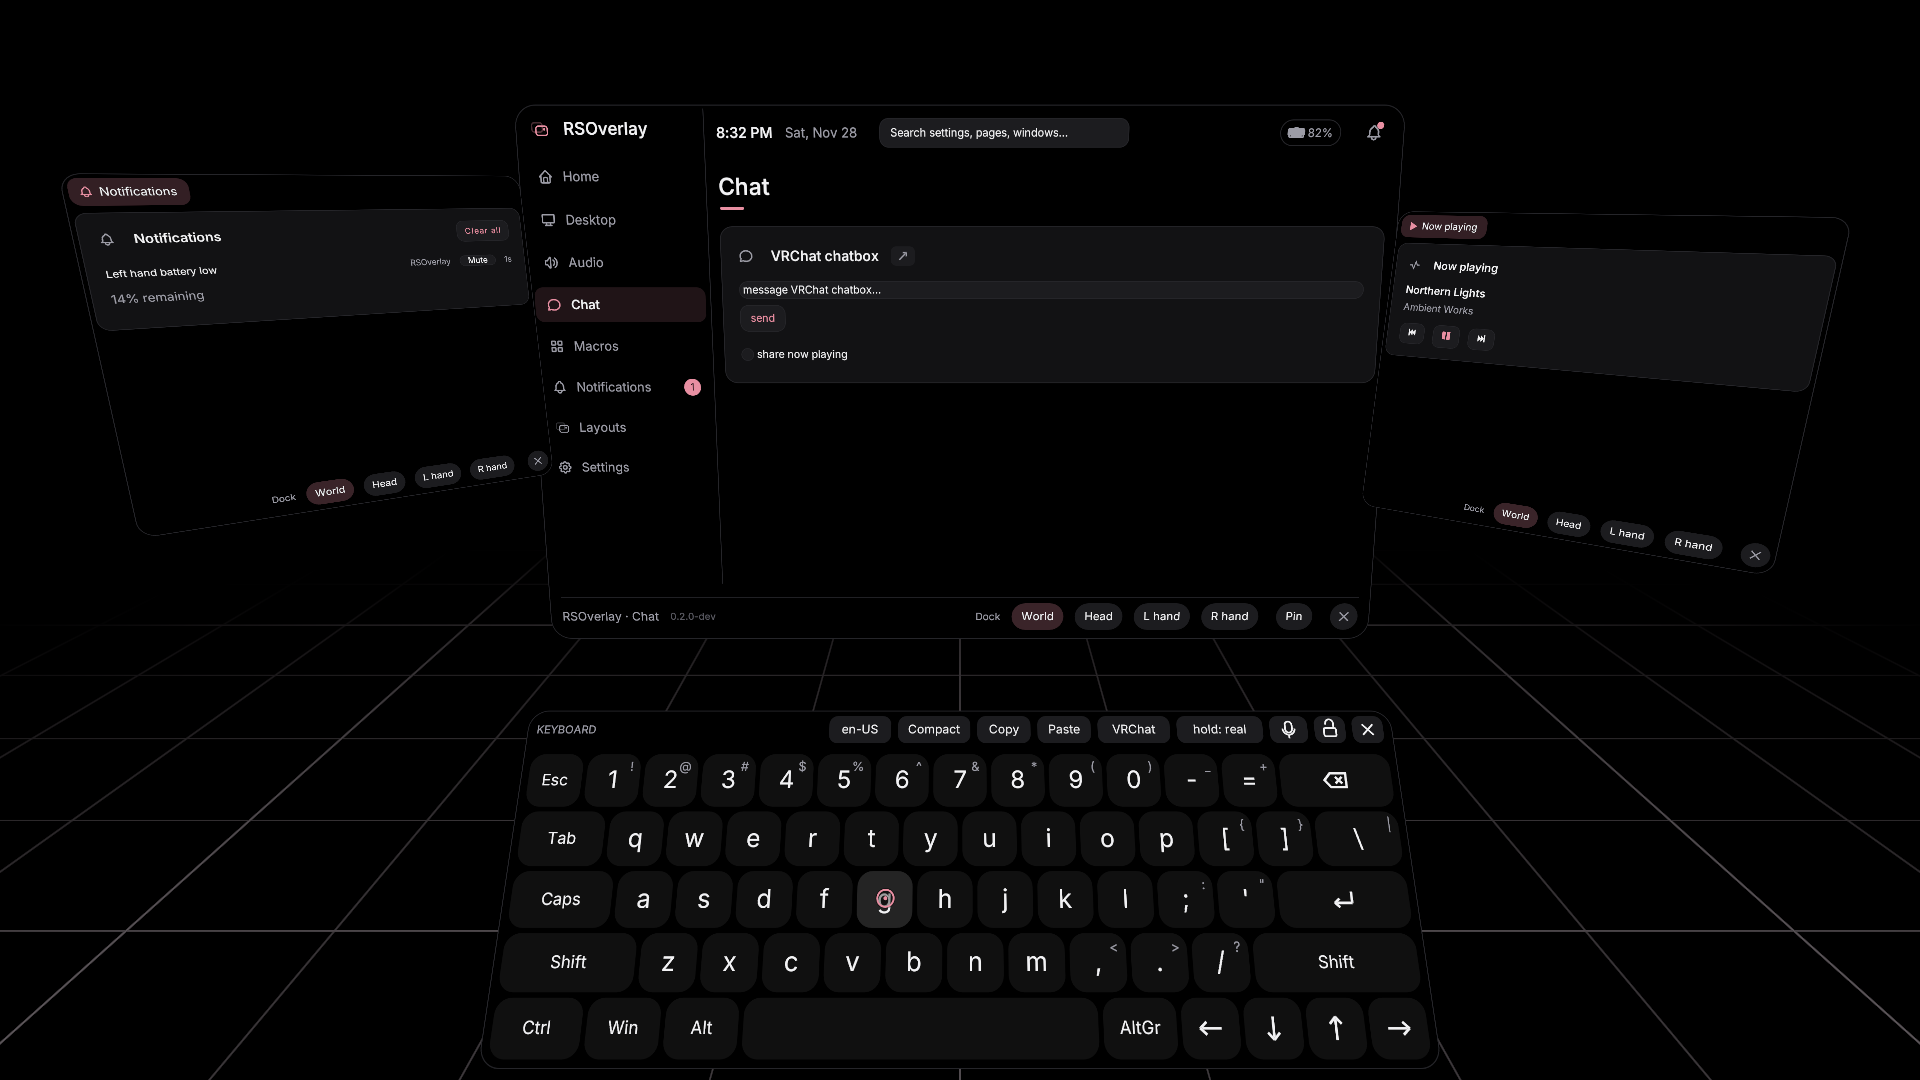 RSOverlay
8:32 PM Sat, Nov 28
Search settings, pages, windows...
82%
Home
Desktop
Audio
Chat
Macros
Notifications 1
Layouts
Settings
Chat
VRChat chatbox
message VRChat chatbox...
send
share now playing
RSOverlay · Chat 0.2.0-dev
Dock World Head L hand R hand Pin
Notifications
Notifications
Clear all
Left hand battery low
RSOverlay Mute 1s
14% remaining
Dock World Head L hand R hand
Now playing
Now playing
Northern Lights
Ambient Works
Dock World Head L hand R hand
KEYBOARD en-US Compact Copy Paste VRChat hold: real
Esc 1 ! 2 @ 3 # 4 $ 5 % 6 ^ 7 & 8 * 9 ( 0 ) - _ = +
Tab q w e r t y u i o p [ { ] } \ |
Caps a s d f g h j k l ; : ' "
Shift z x c v b n m , < . > / ? Shift
Ctrl Win Alt AltGr ← ↓ ↑ →